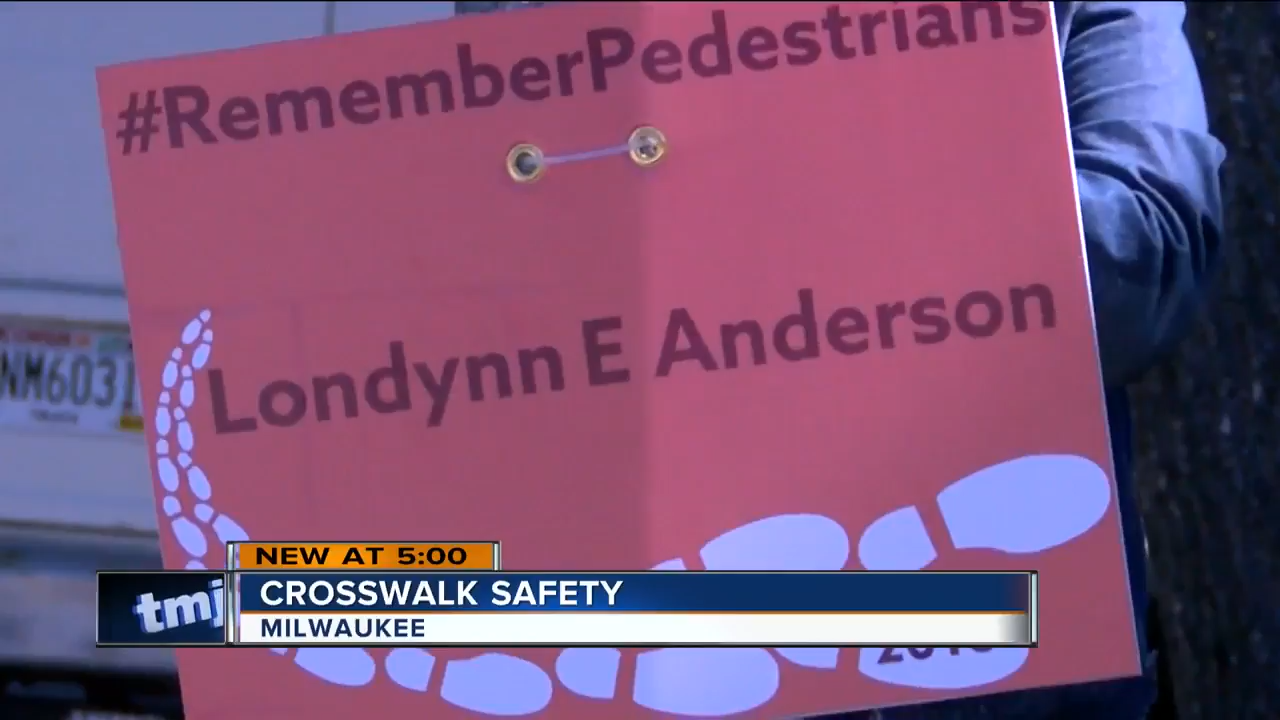 #RememberPedestrians
Londynn E Anderson
NEW AT 5:00
tmj
CROSSWALK SAFETY
MILWAUKEE